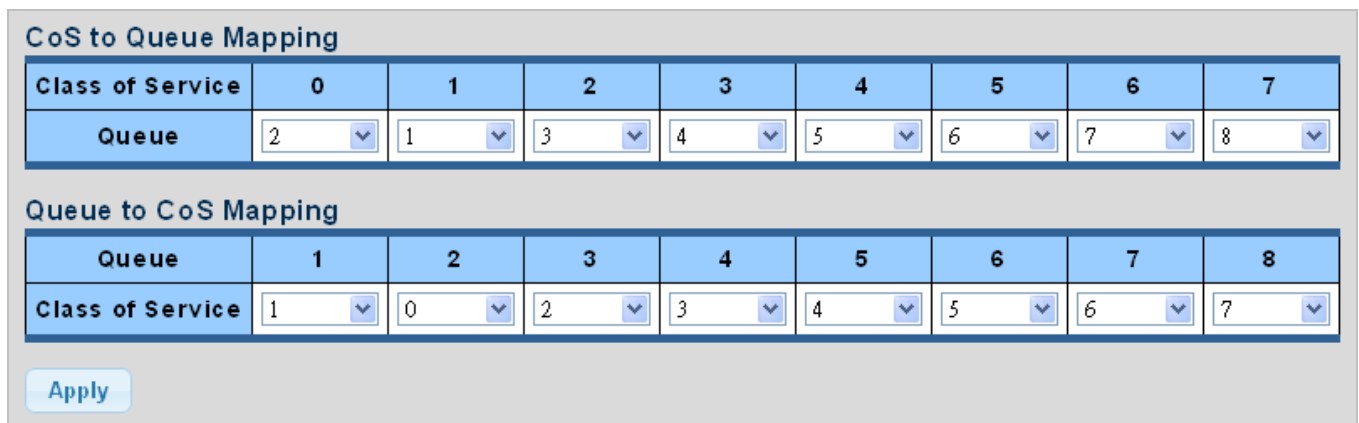 CoS to Queue Mapping
Class of Service 0 1 2 3 4 5 6 7
Queue 2 1 3 4 5 6 7 8
Queue to CoS Mapping
Queue 1 2 3 4 5 6 7 8
Class of Service 1 0 2 3 4 5 6 7
Apply